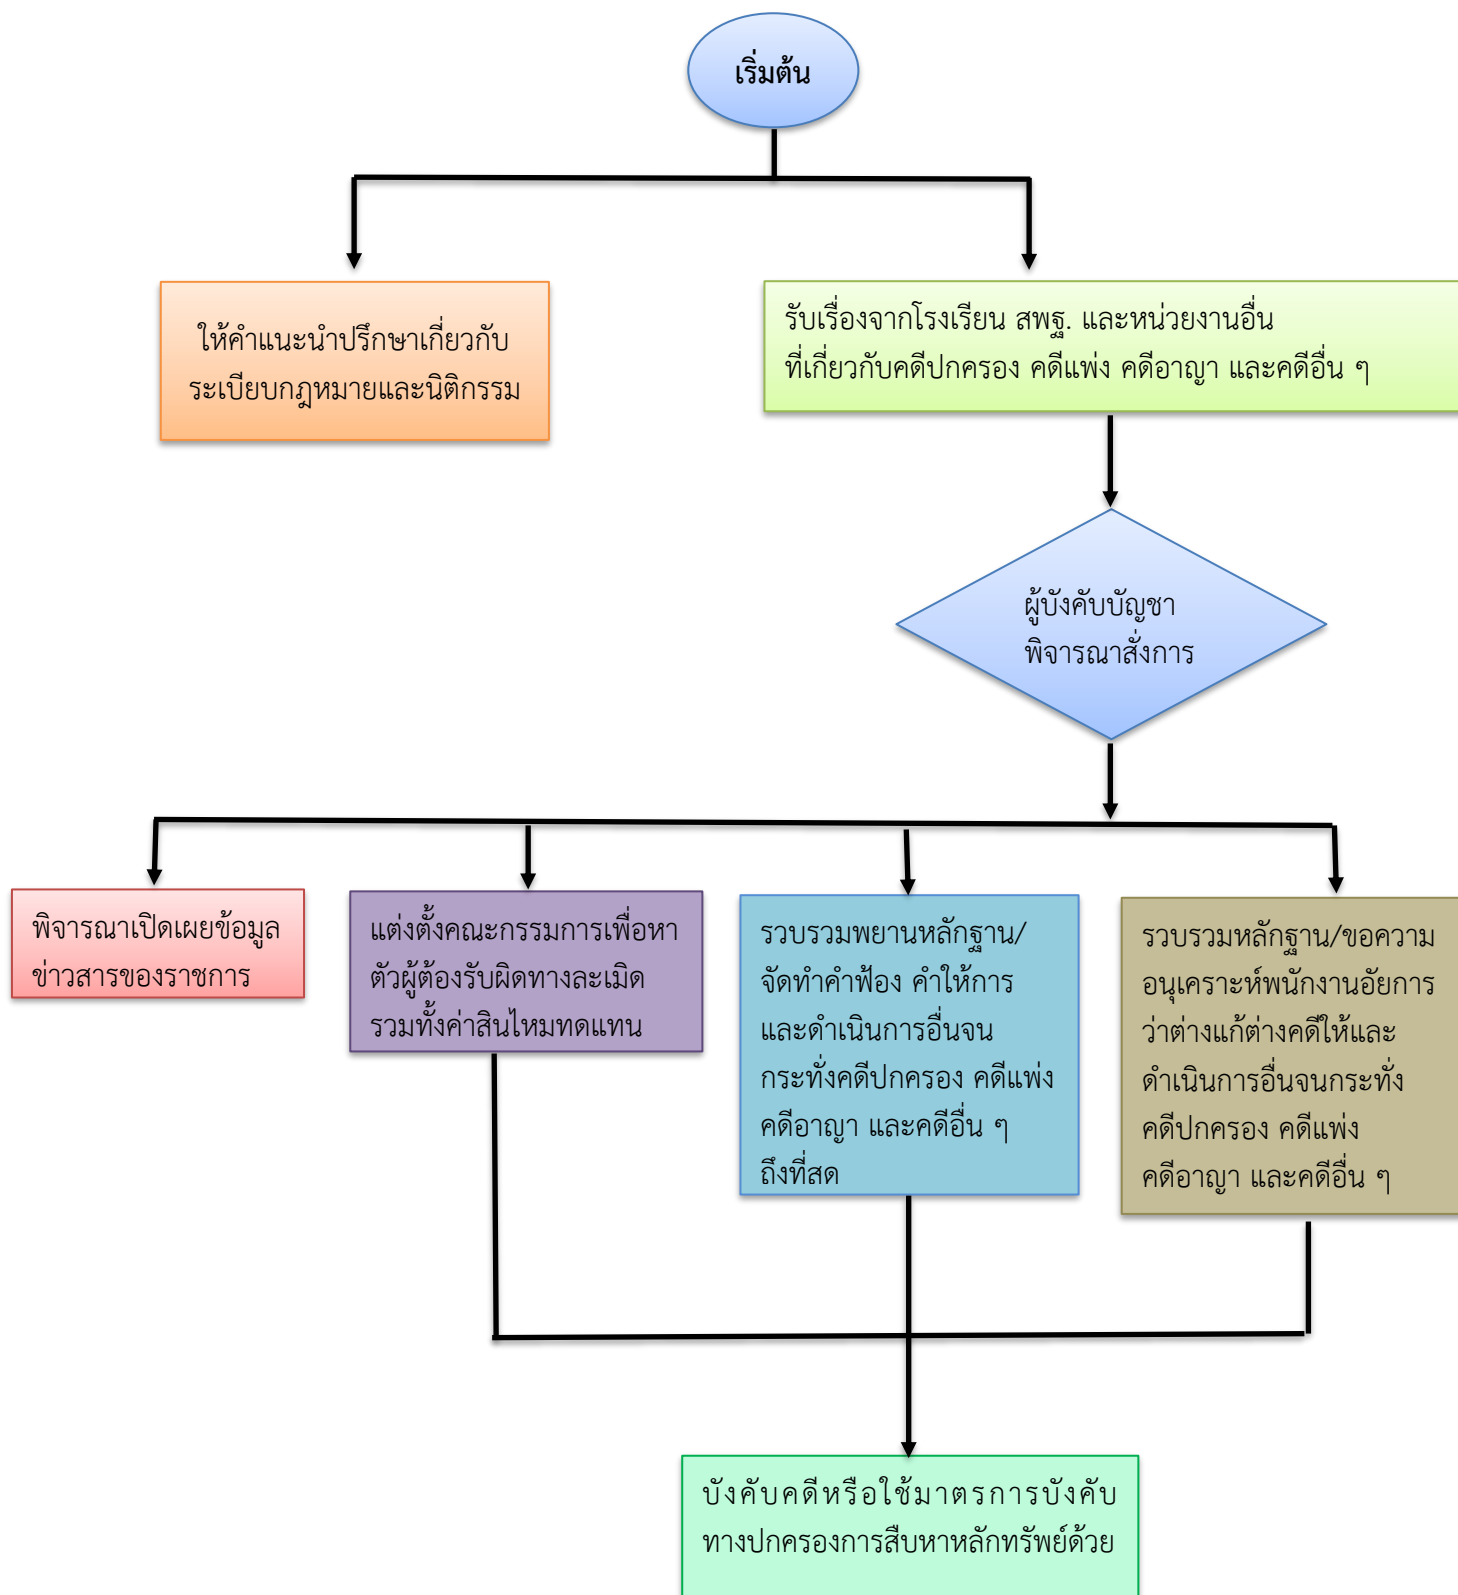 เริ่มต้น
ให้คำแนะนำปรึกษาเกี่ยวกับ
ระเบียบกฎหมายและนิติกรรม
รับเรื่องจากโรงเรียน สพฐ. และหน่วยงานอื่น
ที่เกี่ยวกับคดีปกครอง คดีแพ่ง คดีอาญา และคดีอื่น ๆ
ผู้บังคับบัญชา
พิจารณาสั่งการ
พิจารณาเปิดเผยข้อมูล
ข่าวสารของราชการ
แต่งตั้งคณะกรรมการเพื่อหา
ตัวผู้ต้องรับผิดทางละเมิด
รวมทั้งค่าสินไหมทดแทน
รวบรวมพยานหลักฐาน/
จัดทำคำฟ้อง คำให้การ
และดำเนินการอื่นจน
กระทั่งคดีปกครอง คดีแพ่ง
คดีอาญา และคดีอื่น ๆ
ถึงที่สด
รวบรวมหลักฐาน/ขอความ
อนุเคราะห์พนักงานอัยการ
ว่าต่างแก้ต่างคดีให้และ
ดำเนินการอื่นจนกระทั่ง
คดีปกครอง คดีแพ่ง
คดีอาญา และคดีอื่น ๆ
บังคับคดีหรือใช้มาตรการบังคับ
ทางปกครองการสืบหาหลักทรัพย์ด้วย